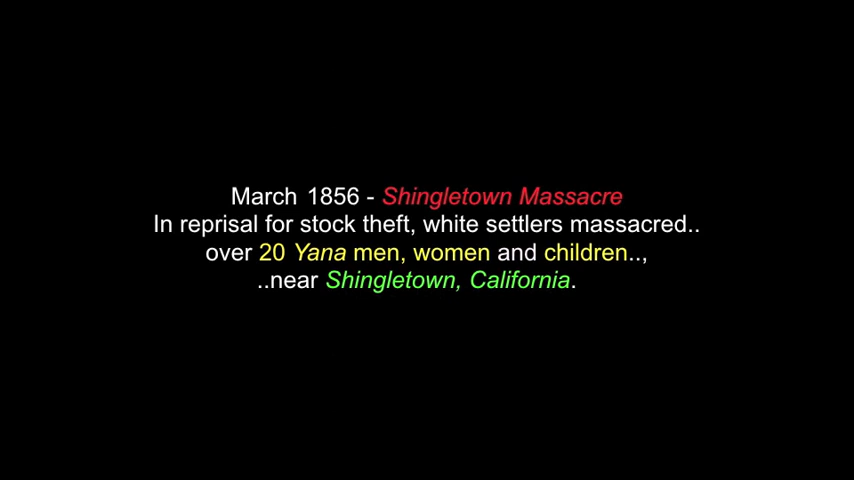 March 1856 - Shingletown Massacre
In reprisal for stock theft, white settlers massacred..
over 20 Yana men, women and children..,
..near Shingletown, California.